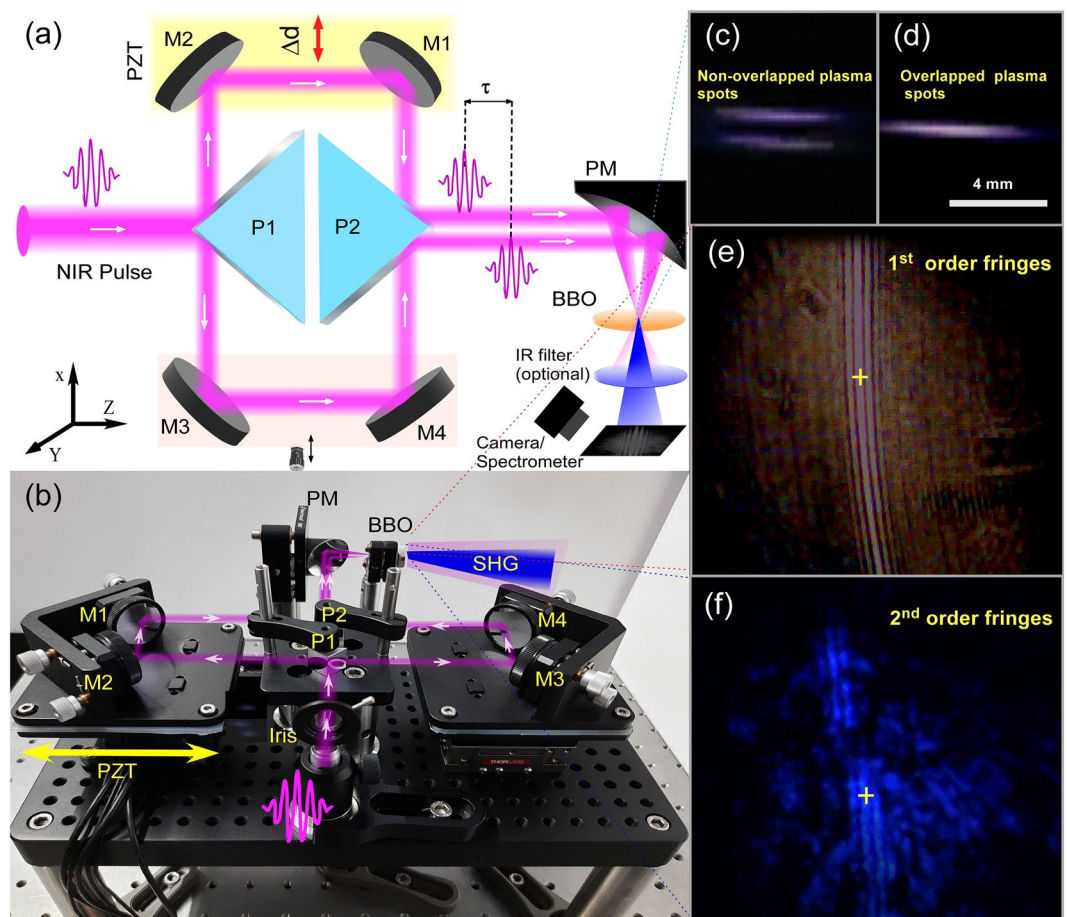 (a)
M2
M1
PZT
Δd
τ
P1
P2
PM
NIR Pulse
BBO
IR filter
(optional)
x
Z
Y
M3
M4
Camera/
Spectrometer
(b)
PM
BBO
SHG
M1
P2
M4
P1
M2
M3
Iris
PZT
THORLABS
(c)
Non-overlapped plasma
spots
(d)
Overlapped plasma
spots
4 mm
(e)
1st order fringes
+
(f)
2nd order fringes
+